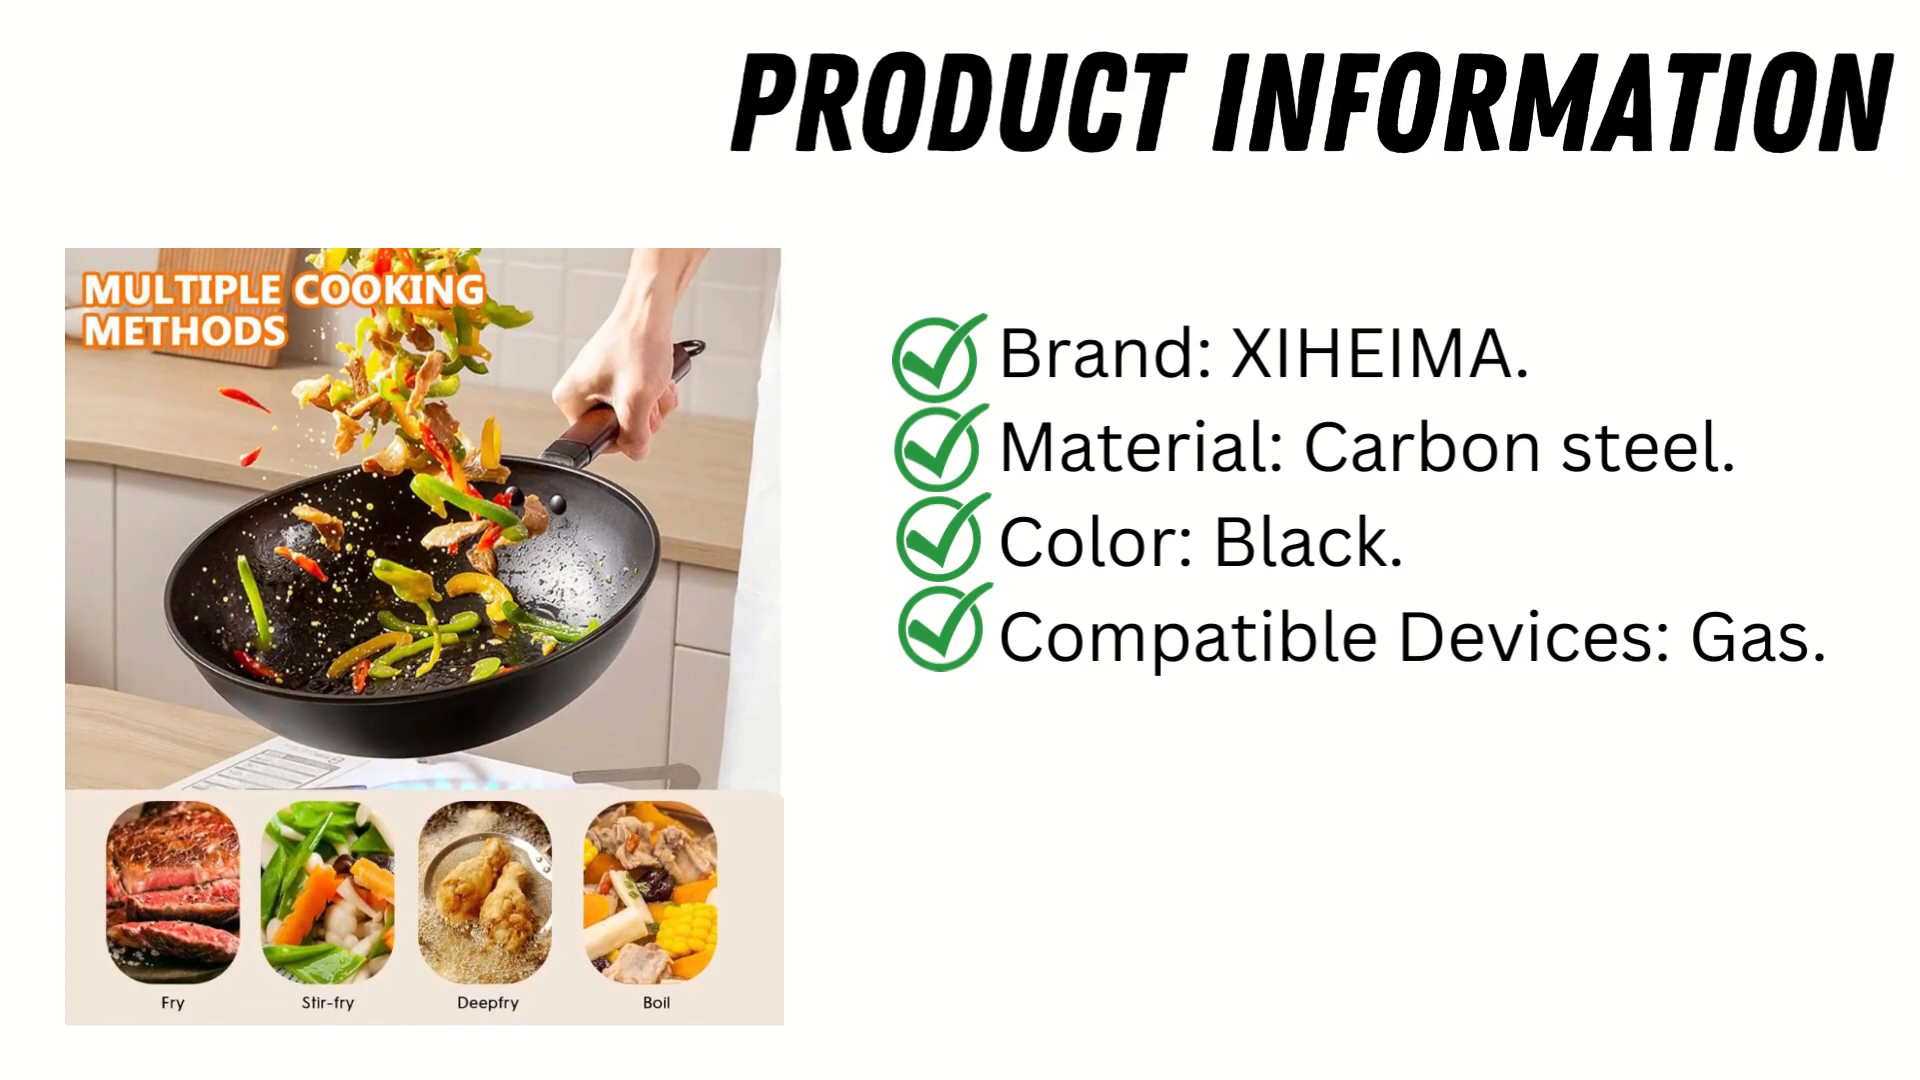 PRODUCT INFORMATION
MULTIPLE COOKING
METHODS
Brand: XIHEIMA.
Material: Carbon steel.
Color: Black.
Compatible Devices: Gas.
Fry
Stir-fry
Deepfry
Boil